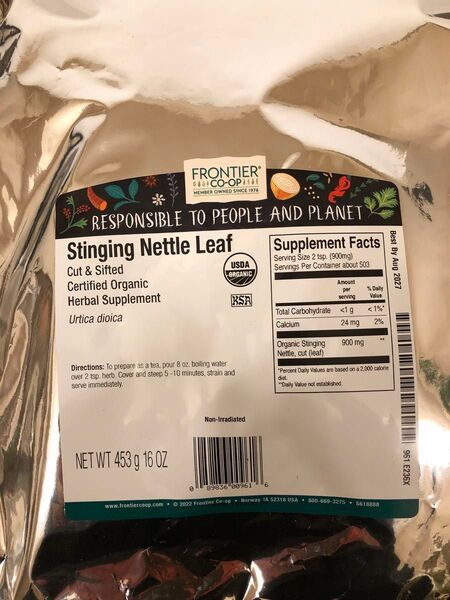 FRONTIER®
CO-OP
MEMBER OWNED SINCE 1976
RESPONSIBLE TO PEOPLE AND PLANET
Stinging Nettle Leaf
Cut & Sifted
Certified Organic
Herbal Supplement
Urtica dioica
USDA
ORGANIC
KSA
Directions: To prepare as a tea, pour 8 oz. boiling water
over 2 tsp. herb. Cover and steep 5 -10 minutes, strain and
serve immediately.
Non-Irradiated
NET WT 453 g 16 OZ
0 89836 00961 6
Supplement Facts
Serving Size 2 tsp. (900mg)
Servings Per Container about 503
Amount per serving % Daily Value
Total Carbohydrate <1 g <1%*
Calcium 24 mg 2%
Organic Stinging 900 mg **
Nettle, cut (leaf)
*Percent Daily Values are based on a 2,000 calorie
diet.
**Daily Value not established.
Best By Aug 2027
961 E236X
www.frontiercoop.com • © 2022 Frontier Co-op • Norway IA 52318 USA • 800-669-3275 • S618888